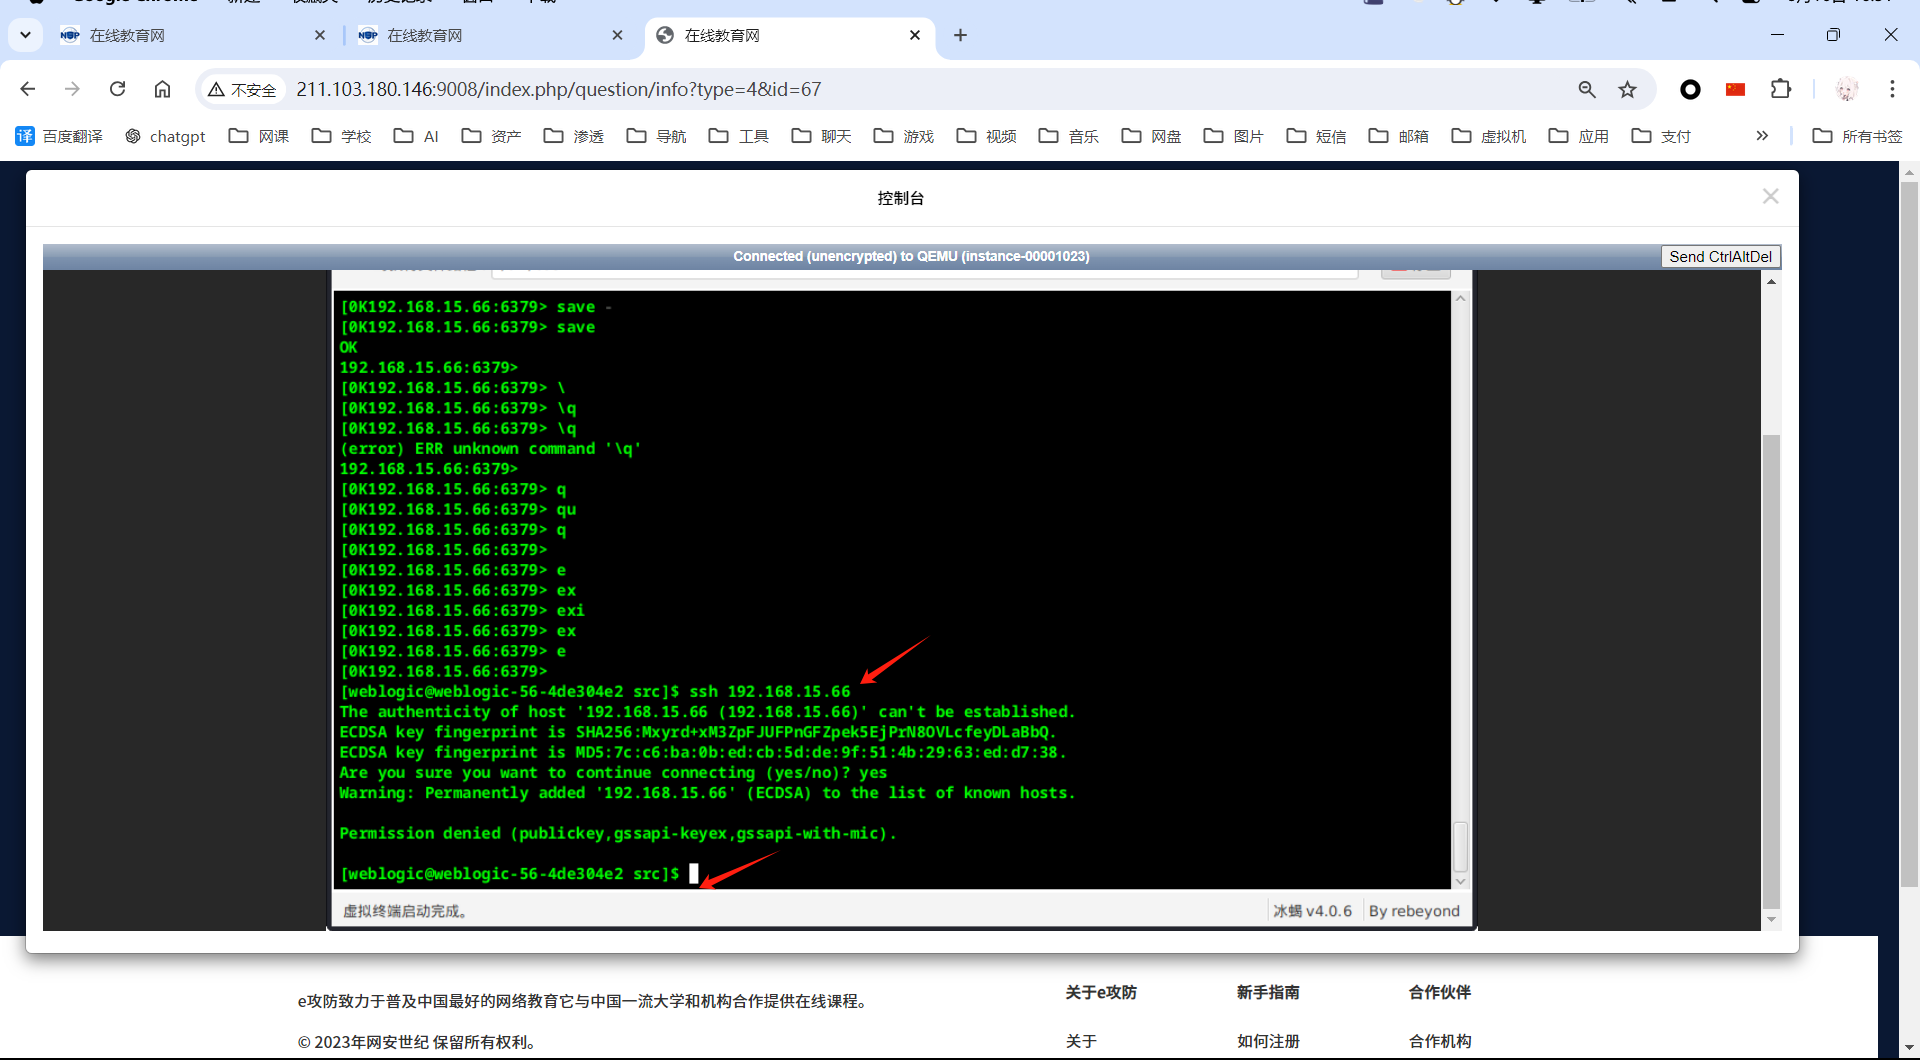 在线教育网
在线教育网
在线教育网
不安全
211.103.180.146:9008/index.php/question/info?type=4&id=67
百度翻译
chatgpt
网课
学校
AI
资产
渗透
导航
工具
聊天
游戏
视频
音乐
网盘
图片
短信
邮箱
虚拟机
应用
支付
所有书签
控制台
Connected (unencrypted) to QEMU (instance-00001023)
Send CtrlAltDel
[0K192.168.15.66:6379> save -
[0K192.168.15.66:6379> save
OK
192.168.15.66:6379>
[0K192.168.15.66:6379> \
[0K192.168.15.66:6379> \q
[0K192.168.15.66:6379> \q
(error) ERR unknown command '\q'
192.168.15.66:6379>
[0K192.168.15.66:6379> q
[0K192.168.15.66:6379> qu
[0K192.168.15.66:6379> q
[0K192.168.15.66:6379>
[0K192.168.15.66:6379> e
[0K192.168.15.66:6379> ex
[0K192.168.15.66:6379> exi
[0K192.168.15.66:6379> ex
[0K192.168.15.66:6379> e
[0K192.168.15.66:6379>
[weblogic@weblogic-56-4de304e2 src]$ ssh 192.168.15.66
The authenticity of host '192.168.15.66 (192.168.15.66)' can't be established.
ECDSA key fingerprint is SHA256:Mxyrd+xM3ZpFJUFPnGFZpek5EjPrN8OVLcfeyDLaBbQ.
ECDSA key fingerprint is MD5:7c:c6:ba:0b:ed:cb:5d:de:9f:51:4b:29:63:ed:d7:38.
Are you sure you want to continue connecting (yes/no)? yes
Warning: Permanently added '192.168.15.66' (ECDSA) to the list of known hosts.
Permission denied (publickey,gssapi-keyex,gssapi-with-mic).
[weblogic@weblogic-56-4de304e2 src]$
虚拟终端启动完成。
冰蝎 v4.0.6
By rebeyond
e攻防致力于普及中国最好的网络教育它与中国一流大学和机构合作提供在线课程。
© 2023年网安世纪 保留所有权利。
关于e攻防
新手指南
合作伙伴
关于
如何注册
合作机构